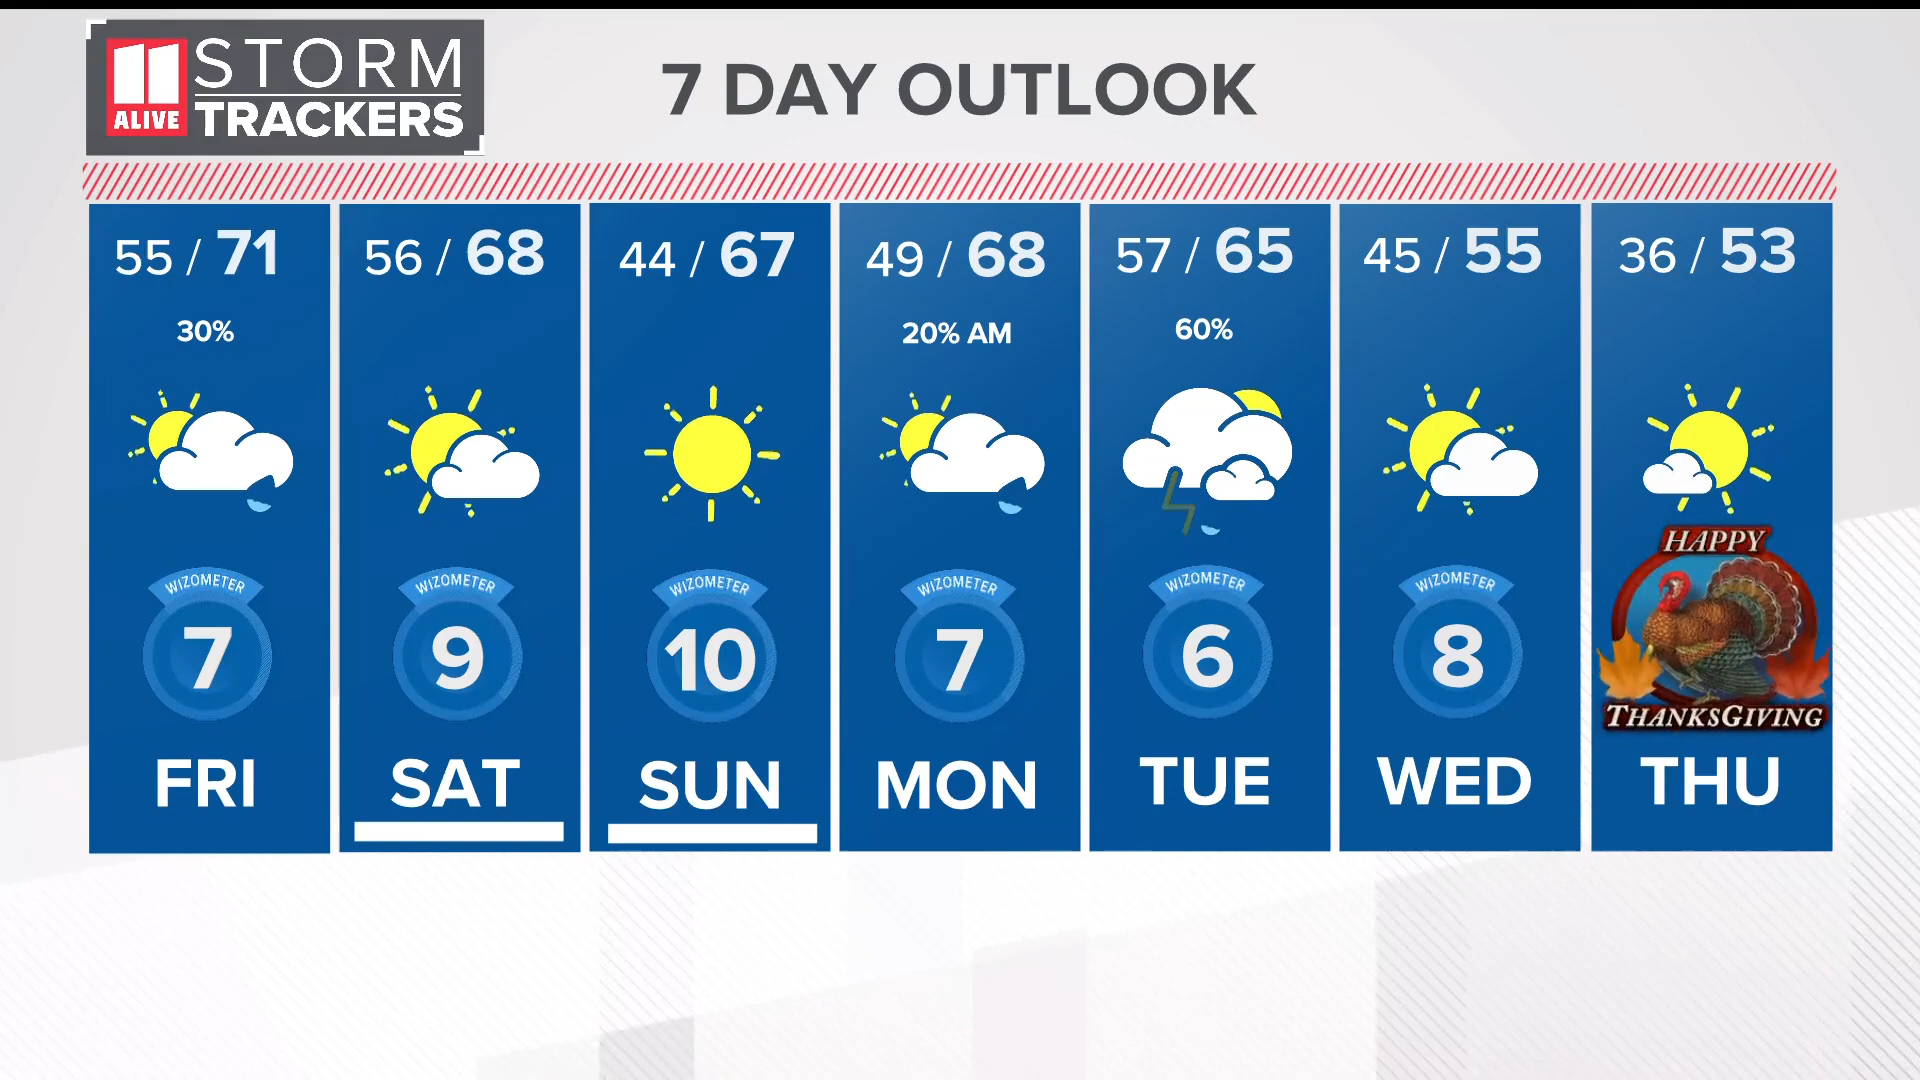 STORM
ALIVE TRACKERS
7 DAY OUTLOOK
55 / 71
30%
WIZOMETER
7
FRI
56 / 68
WIZOMETER
9
SAT
44 / 67
WIZOMETER
10
SUN
49 / 68
20% AM
WIZOMETER
7
MON
57 / 65
60%
WIZOMETER
6
TUE
45 / 55
WIZOMETER
8
WED
36 / 53
HAPPY
THANKSGIVING
THU